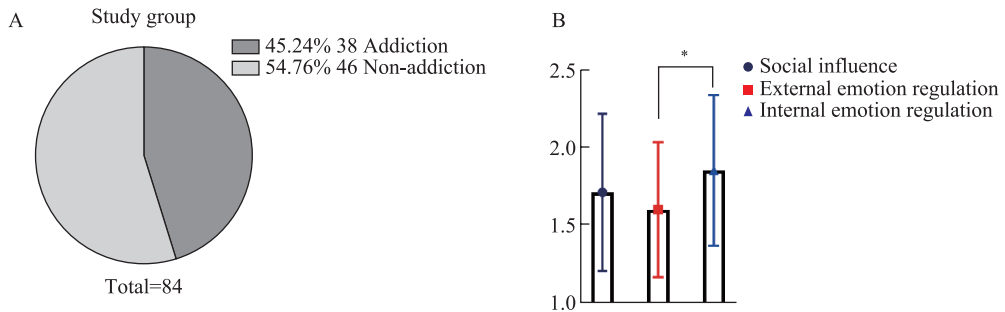 A
Study group
45.24% 38 Addiction
54.76% 46 Non-addiction
Total=84
B
2.5
2.0
1.5
1.0
*
Social influence
External emotion regulation
Internal emotion regulation